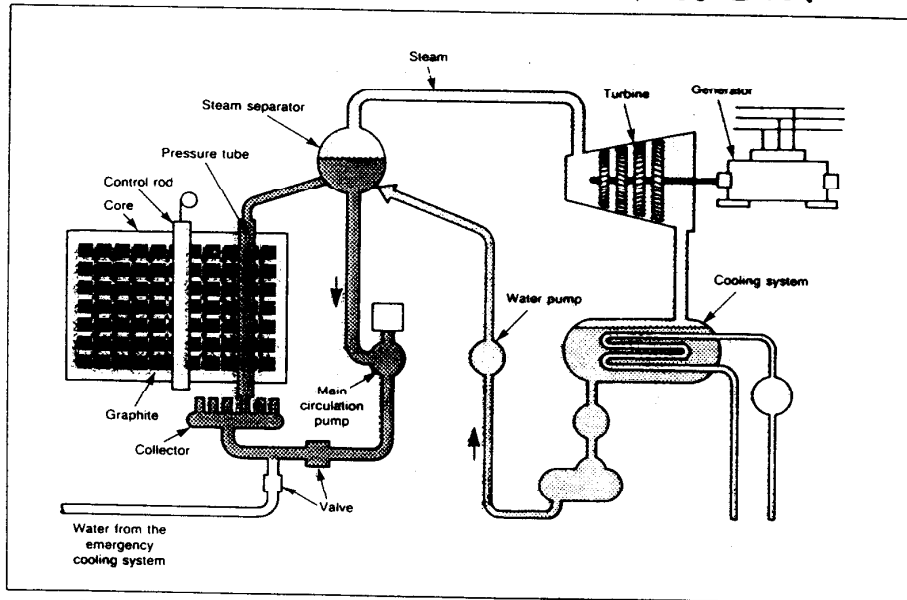 Steam
Steam separator
Turbine
Generator
Pressure tube
Control rod
Core
Cooling system
Water pump
Graphite
Main
circulation
pump
Collector
Valve
Water from the
emergency
cooling system